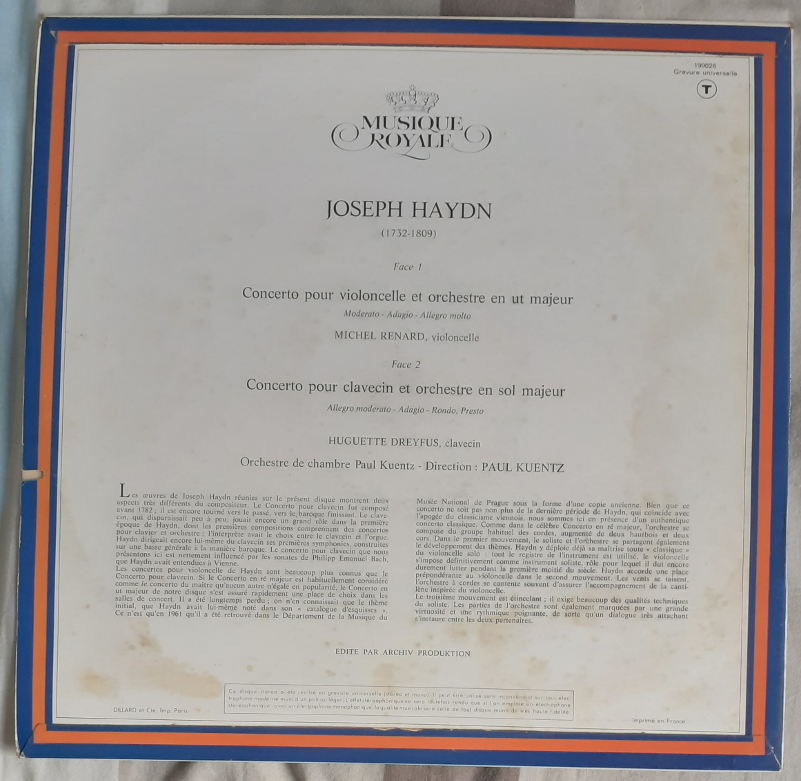 199026
Gravure universelle
T
MUSIQUE
ROYALE
JOSEPH HAYDN
(1732-1809)
Face 1
Concerto pour violoncelle et orchestre en ut majeur
Moderato - Adagio - Allegro molto
MICHEL RENARD, violoncelle
Face 2
Concerto pour clavecin et orchestre en sol majeur
Allegro moderato - Adagio - Rondo, Presto
HUGUETTE DREYFUS, clavecin
Orchestre de chambre Paul Kuentz - Direction : PAUL KUENTZ
Les œuvres de Joseph Haydn réunies sur le présent disque montrent deux
aspects très différents du compositeur. Le Concerto pour clavecin fut composé
avant 1782 ; il est encore tourné vers le passé, vers le baroque finissant. Le clave-
cin, qui disparaissait peu à peu, jouait encore un grand rôle dans la première
époque de Haydn, dont les premières compositions comprennent des concertos
pour clavier et orchestre ; l'interprète avait le choix entre le clavecin et l'orgue.
Haydn dirigeait encore lui-même du clavecin ses premières symphonies, construites
sur une basse générale à la manière baroque. Le concerto pour clavecin que nous
présentons ici est nettement influencé par les sonates de Philipp Emanuel Bach,
que Haydn avait entendues à Vienne.
Les concertos pour violoncelle de Haydn sont beaucoup plus connus que le
Concerto pour clavecin. Si le Concerto en ré majeur est habituellement considéré
comme le concerto du maître qu'aucun autre n'égale en popularité, le Concerto en
ut majeur de notre disque s'est assuré rapidement une place de choix dans les
salles de concert. Il a été longtemps perdu ; on n'en connaissait que le thème
initial, que Haydn avait lui-même noté dans son « catalogue d'esquisses ».
Ce n'est qu'en 1961 qu'il a été retrouvé dans le Département de la Musique du
Musée National de Prague sous la forme d'une copie ancienne. Bien que ce
concerto ne soit pas non plus de la dernière période de Haydn, qui coïncide avec
l'apogée du classicisme viennois, nous sommes ici en présence d'un authentique
concerto classique. Comme dans le célèbre Concerto en ré majeur, l'orchestre se
compose du groupe habituel des cordes, augmenté de deux hautbois et deux
cors. Dans le premier mouvement, le soliste et l'orchestre se partagent également
le développement des thèmes. Haydn y déploie déjà sa maîtrise toute « classique »
du violoncelle solo : tout le registre de l'instrument est utilisé, le violoncelle
s'impose définitivement comme instrument soliste, rôle pour lequel il dut encore
durement lutter pendant la première moitié du siècle. Haydn accorde une place
prépondérante au violoncelle dans le second mouvement. Les vents se taisent,
l'orchestre à cordes se contente souvent d'assurer l'accompagnement de la canti-
lène inspirée du violoncelle.
Le troisième mouvement est étincelant ; il exige beaucoup des qualités techniques
du soliste. Les parties de l'orchestre sont également marquées par une grande
virtuosité et une rythmique poignante, de sorte qu'un dialogue très attachant
s'instaure entre les deux partenaires.
EDITE PAR ARCHIV PRODUKTION
Ce disque
DILLARD et Cie. Imp. Paris
Imprimé en France